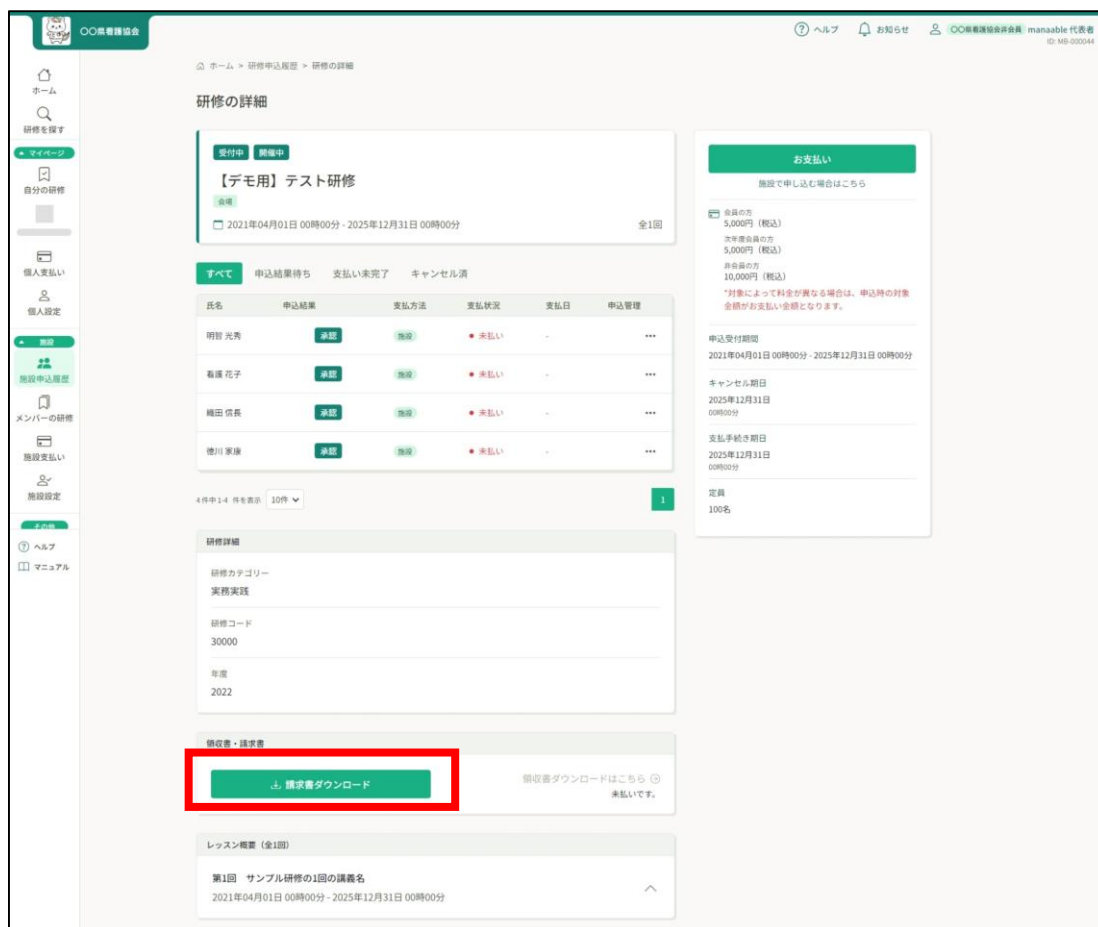 〇〇県看護協会
ヘルプ
お知らせ
〇〇県看護協会非会員 manaable 代表者
ID: MB-000044
ホーム
研修を探す
マイページ
自分の研修
個人支払い
個人設定
施設
施設申込履歴
メンバーの研修
施設支払い
施設設定
その他
ヘルプ
マニュアル
ホーム > 研修申込履歴 > 研修の詳細
研修の詳細
受付中 開催中
【デモ用】テスト研修
会場
2021年04月01日 00時00分 - 2025年12月31日 00時00分 全1回
すべて 申込結果待ち 支払い未完了 キャンセル済
氏名 申込結果 支払方法 支払状況 支払日 申込管理
明智 光秀 承認 施設 • 未払い - •••
看護 花子 承認 施設 • 未払い - •••
織田 信長 承認 施設 • 未払い - •••
徳川 家康 承認 施設 • 未払い - •••
4件中1-4 件を表示 10件 1
研修詳細
研修カテゴリー
実務実践
研修コード
30000
年度
2022
領収書・請求書
請求書ダウンロード
領収書ダウンロードはこちら
未払いです。
レッスン概要（全1回）
第1回 サンプル研修の1回の講義名
2021年04月01日 00時00分 - 2025年12月31日 00時00分
お支払い
施設で申し込む場合はこちら
会員の方
5,000円（税込）
次年度会員の方
5,000円（税込）
非会員の方
10,000円（税込）
*対象によって料金が異なる場合は、申込時の対象
金額がお支払い金額となります。
申込受付期間
2021年04月01日 00時00分 - 2025年12月31日 00時00分
キャンセル期日
2025年12月31日
00時00分
支払手続き期日
2025年12月31日
00時00分
定員
100名